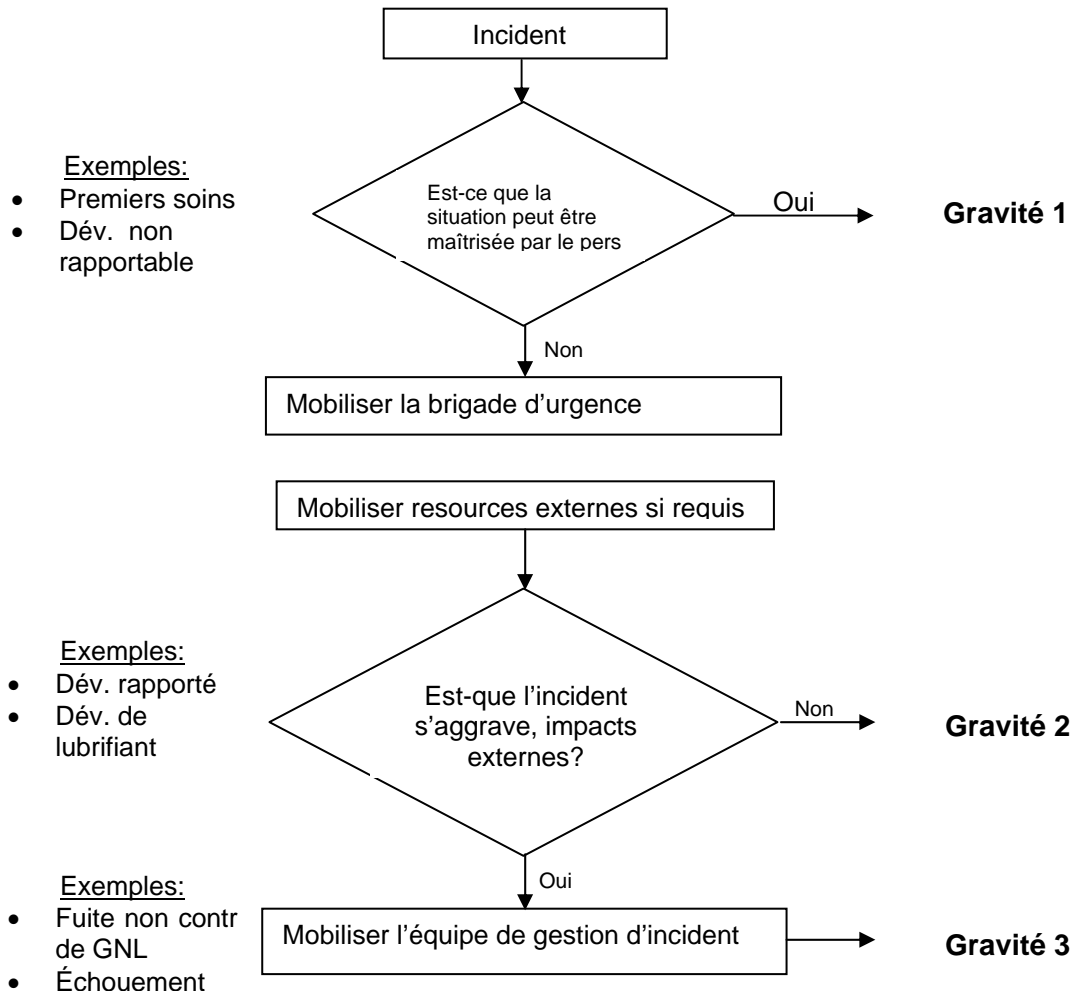 Incident
Exemples:
• Premiers soins
• Dév. non
rapportable
Est-ce que la
situation peut être
maîtrisée par le pers
Oui
Gravité 1
Non
Mobiliser la brigade d'urgence
Mobiliser resources externes si requis
Exemples:
• Dév. rapporté
• Dév. de
lubrifiant
Est-que l'incident
s'aggrave, impacts
externes?
Non
Gravité 2
Oui
Exemples:
• Fuite non contr
de GNL
• Échouement
Mobiliser l'équipe de gestion d'incident
Gravité 3